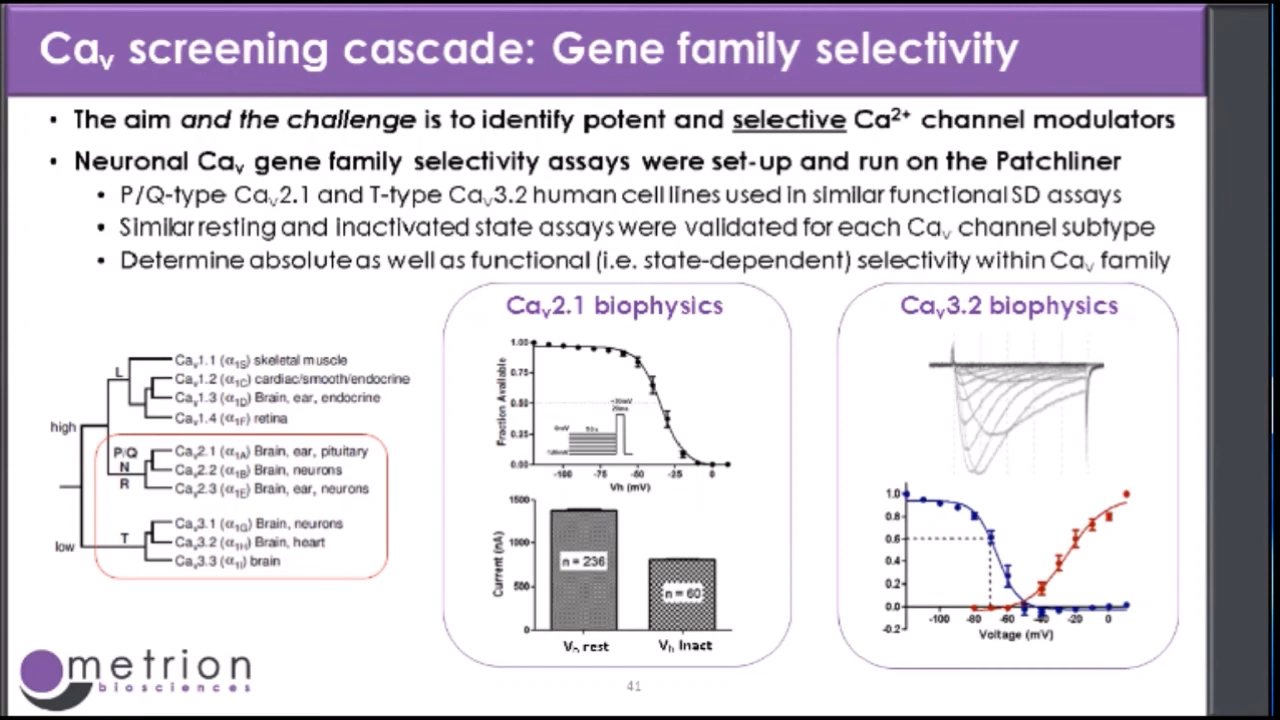 Cav screening cascade: Gene family selectivity
• The aim and the challenge is to identify potent and selective Ca2+ channel modulators
• Neuronal Cav gene family selectivity assays were set-up and run on the Patchliner
• P/Q-type Cav2.1 and T-type Cav3.2 human cell lines used in similar functional SD assays
• Similar resting and inactivated state assays were validated for each Cav channel subtype
• Determine absolute as well as functional (i.e. state-dependent) selectivity within Cav family
high
low
L
P/Q
N
R
T
Cav1.1 (α1S) skeletal muscle
Cav1.2 (α1C) cardiac/smooth/endocrine
Cav1.3 (α1D) Brain, ear, endocrine
Cav1.4 (α1F) retina
Cav2.1 (α1A) Brain, ear, pituitary
Cav2.2 (α1B) Brain, neurons
Cav2.3 (α1E) Brain, ear, neurons
Cav3.1 (α1G) Brain, neurons
Cav3.2 (α1H) Brain, heart
Cav3.3 (α1I) brain
Cav2.1 biophysics
Fraction Available
1.00
0.75
0.50
0.25
0.00
-100 -75 -50 -25 0
Vh (mV)
Current (nA)
1500
1000
500
0
n = 236
n = 60
Vh rest
Vh Inact
Cav3.2 biophysics
1.0
0.8
0.6
0.4
0.2
0.0
-0.2
-100 -80 -60 -40 -20 0
Voltage (mV)
metrion
biosciences
41